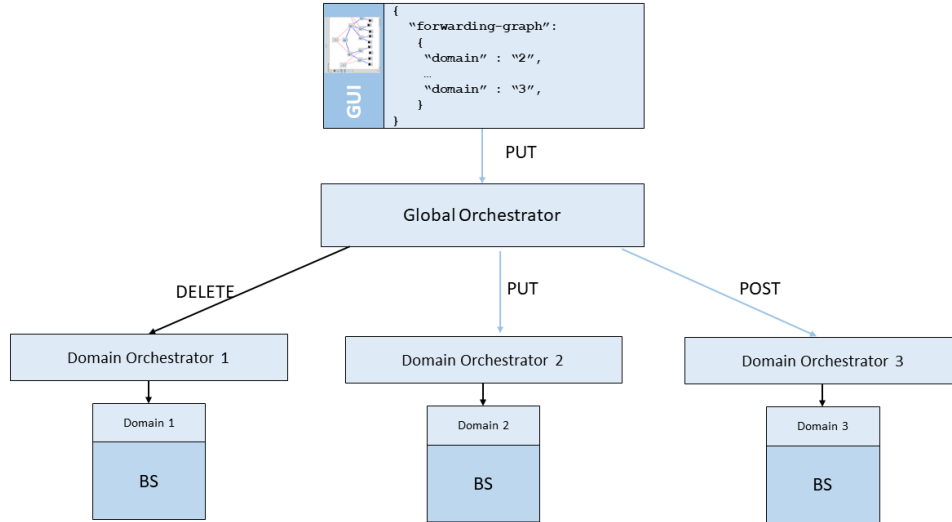 {
“forwarding-graph”:
{
“domain” : “2”,
…
“domain” : “3”,
}
}
GUI
PUT
Global Orchestrator
DELETE
PUT
POST
Domain Orchestrator 1
Domain Orchestrator 2
Domain Orchestrator 3
Domain 1
Domain 2
Domain 3
BS
BS
BS